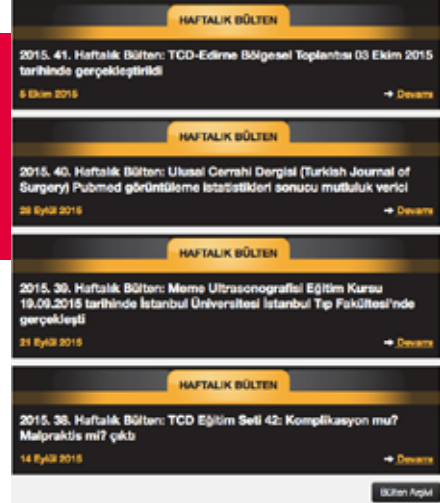 HAFTALIK BÜLTEN
2015. 41. Haftalık Bülten: TCD-Edirne Bölgesel Toplantısı 03 Ekim 2015
tarihinde gerçekleştirildi
5 Ekim 2015
→ Devamı
HAFTALIK BÜLTEN
2015. 40. Haftalık Bülten: Ulusal Cerrahi Dergisi (Turkish Journal of
Surgery) Pubmed görüntüleme istatistikleri sonucu mutluluk verici
28 Eylül 2015
→ Devamı
HAFTALIK BÜLTEN
2015. 39. Haftalık Bülten: Meme Ultrasonografisi Eğitim Kursu
19.09.2015 tarihinde İstanbul Üniversitesi İstanbul Tıp Fakültesi'nde
gerçekleşti
21 Eylül 2015
→ Devamı
HAFTALIK BÜLTEN
2015. 38. Haftalık Bülten: TCD Eğitim Seti 42: Komplikasyon mu?
Malpraktis mi? çıktı
14 Eylül 2015
→ Devamı
Bülten Arşivi